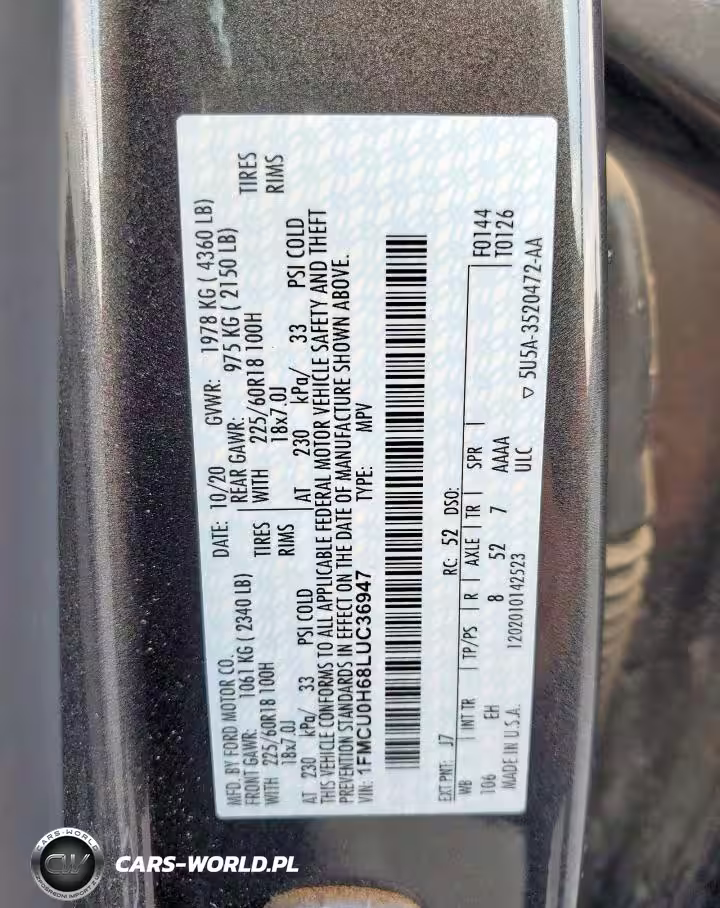 MFD. BY FORD MOTOR CO.
DATE: 10/20 GVWR: 1978 KG ( 4360 LB)
FRONT GAWR: 1061 KG ( 2340 LB) REAR GAWR: 975 KG ( 2150 LB)
WITH 225/60R18 100H TIRES WITH 225/60R18 100H TIRES
18x7.0J RIMS 18x7.0J RIMS
AT 230 kPa/ 33 PSI COLD AT 230 kPa/ 33 PSI COLD
THIS VEHICLE CONFORMS TO ALL APPLICABLE FEDERAL MOTOR VEHICLE SAFETY AND THEFT
PREVENTION STANDARDS IN EFFECT ON THE DATE OF MANUFACTURE SHOWN ABOVE.
VIN: 1FMCU0H68LUC36947 TYPE: MPV
F0144
T0126
EXT PNT: J7 RC: 52 DSO:
WB INT TR TP/PS R AXLE TR SPR
106 EH 8 52 7 AAAA
ULC
MADE IN U.S.A. 120201014 2523
▽ 5U5A-3520472-AA
CARS-WORLD
CW
CARS-WORLD.PL